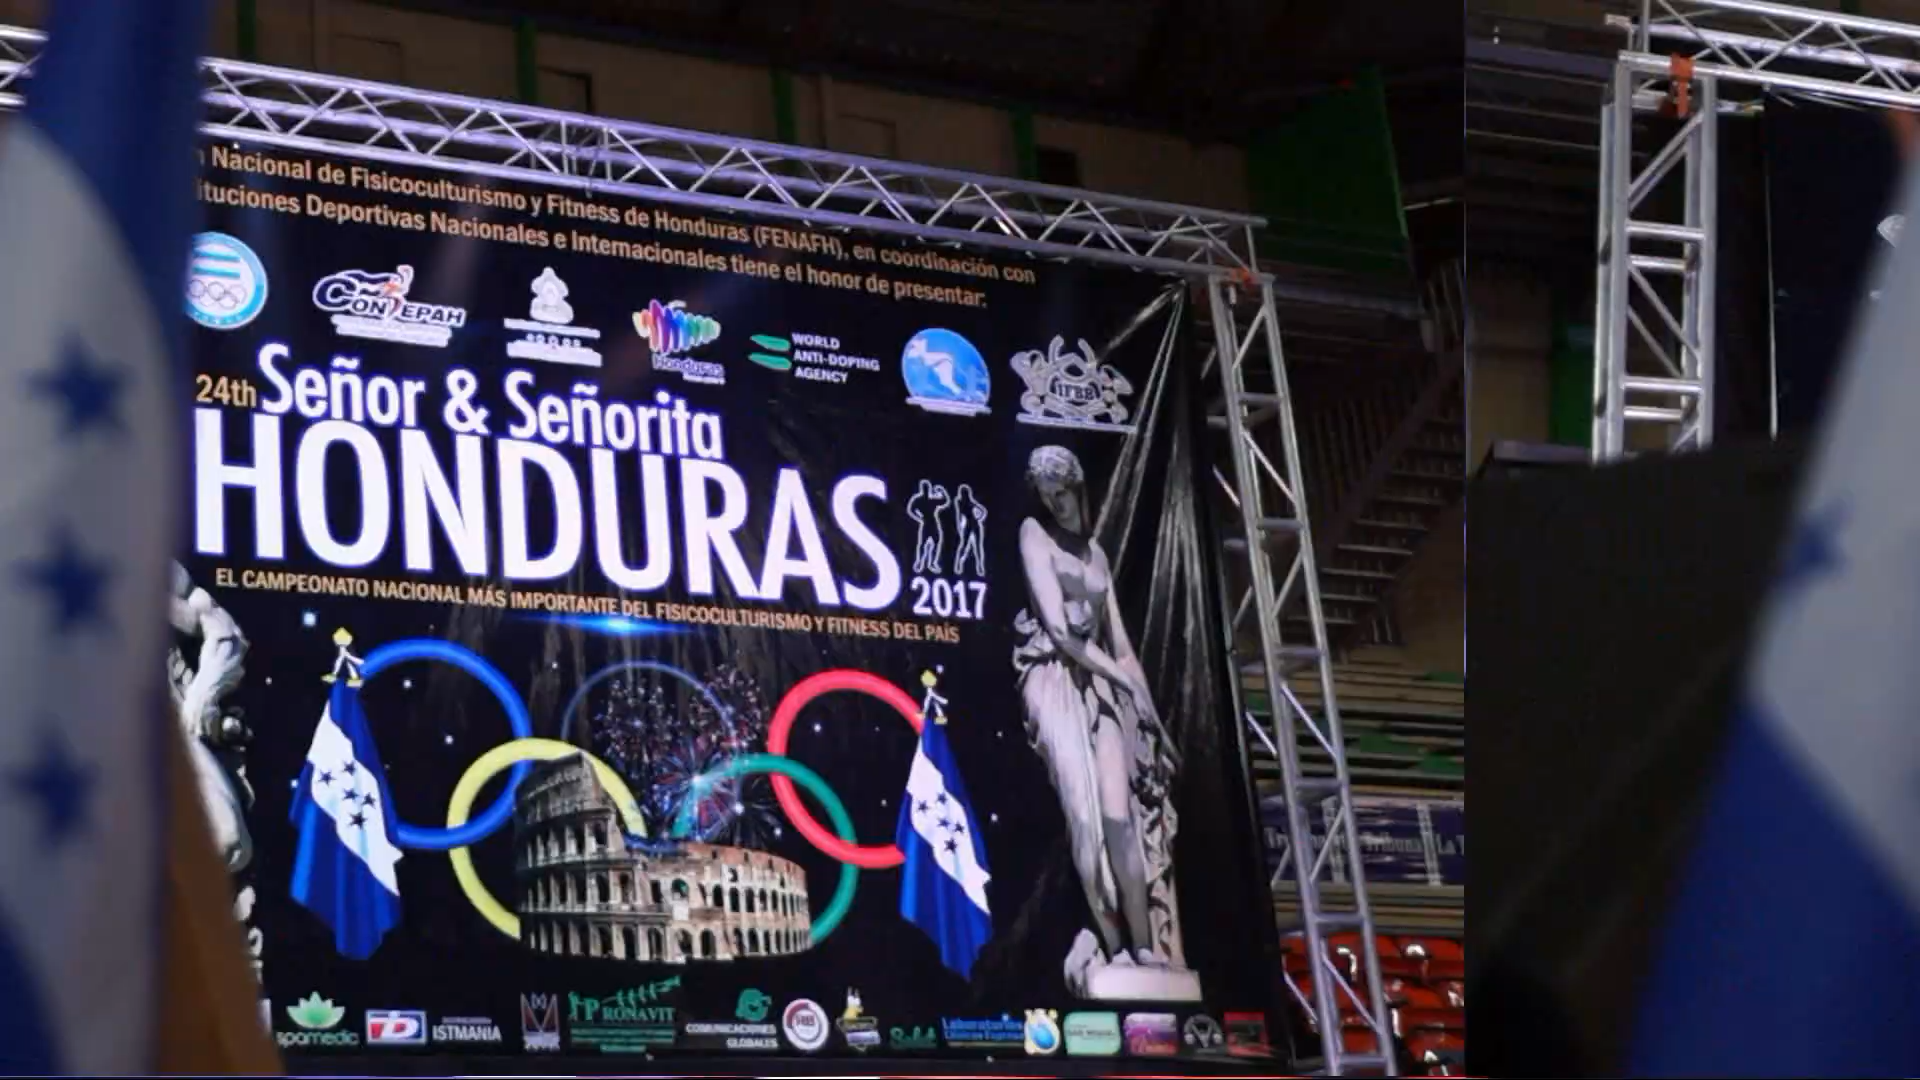 Nacional de Fisicoculturismo y Fitness de Honduras (FENAFH), en coordinación con
ituciones Deportivas Nacionales e Internacionales tiene el honor de presentar:
CONDEPAH
Honduras
WORLD
ANTI-DOPING
AGENCY
IFBB
24th Señor & Señorita
HONDURAS
2017
EL CAMPEONATO NACIONAL MÁS IMPORTANTE DEL FISICOCULTURISMO Y FITNESS DEL PAÍS
spamedic
ID
ISTMANIA
PRONAVIT
COMUNICACIONES
GLOBALES
Laboratorios